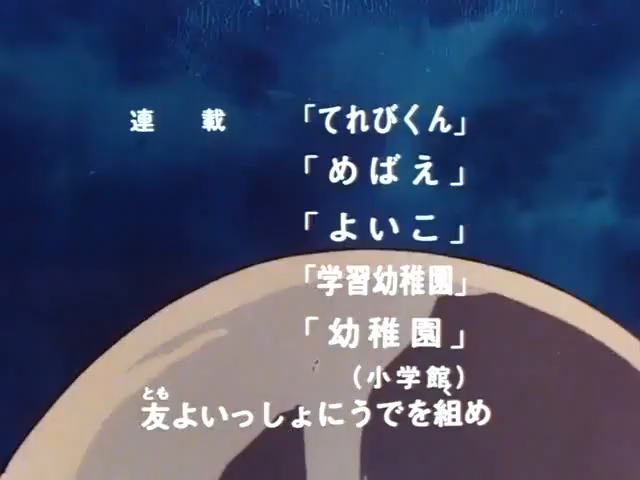 連載 「てれびくん」
「めばえ」
「よいこ」
「学習幼稚園」
「幼稚園」
(小学館)
とも く
友よいっしょにうでを組め